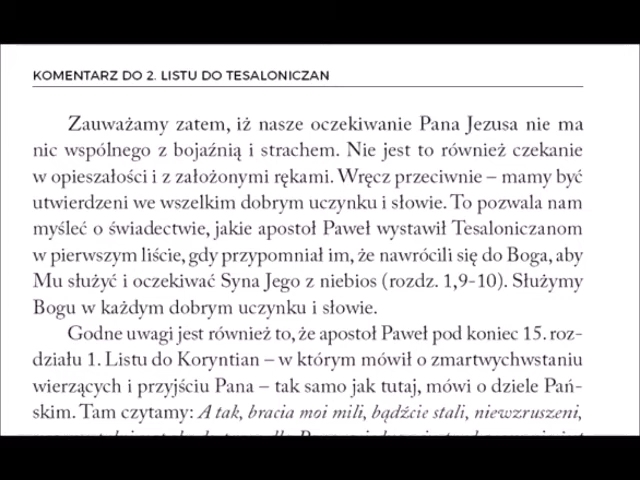 KOMENTARZ DO 2. LISTU DO TESALONICZAN
Zauważamy zatem, iż nasze oczekiwanie Pana Jezusa nie ma
nic wspólnego z bojaźnią i strachem. Nie jest to również czekanie
w opieszałości i z założonymi rękami. Wręcz przeciwnie – mamy być
utwierdzeni we wszelkim dobrym uczynku i słowie. To pozwala nam
myśleć o świadectwie, jakie apostoł Paweł wystawił Tesaloniczanom
w pierwszym liście, gdy przypomniał im, że nawrócili się do Boga, aby
Mu służyć i oczekiwać Syna Jego z niebios (rozdz. 1,9-10). Służymy
Bogu w każdym dobrym uczynku i słowie.
Godne uwagi jest również to, że apostoł Paweł pod koniec 15. roz-
działu 1. Listu do Koryntian – w którym mówił o zmartwychwstaniu
wierzących i przyjściu Pana – tak samo jak tutaj, mówi o dziele Pań-
skim. Tam czytamy: A tak, bracia moi mili, bądźcie stali, niewzruszeni,